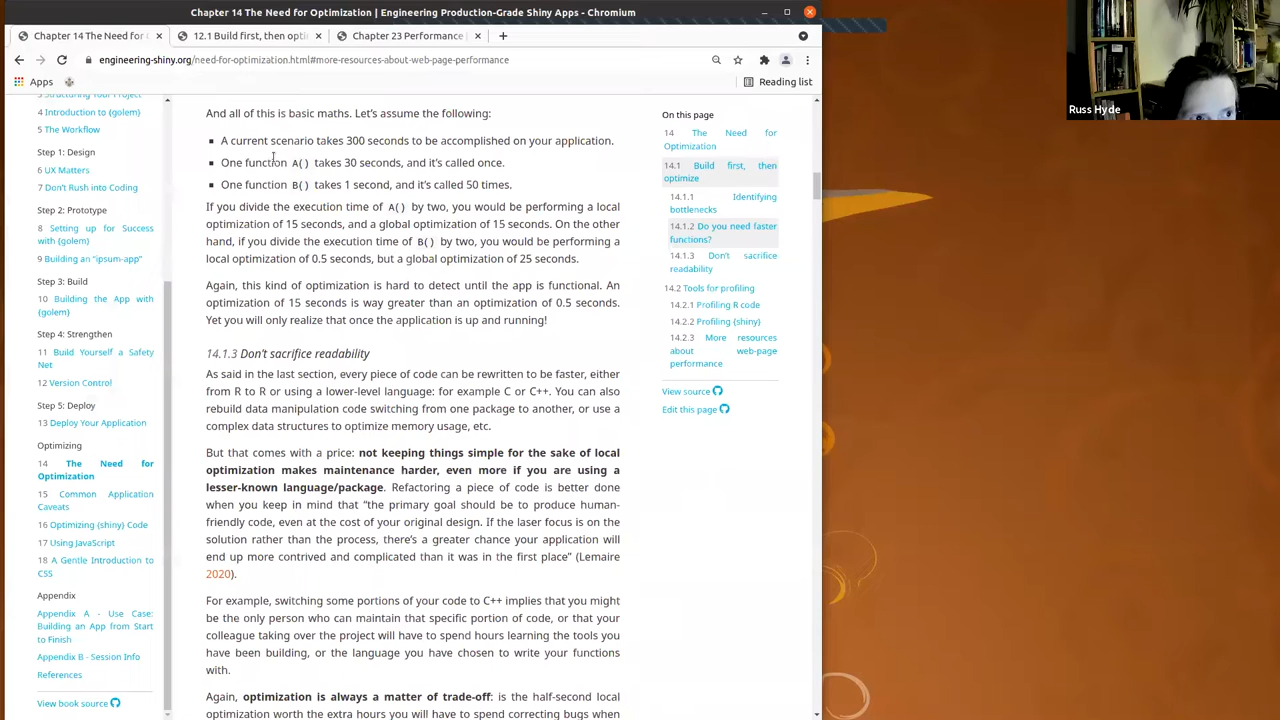 Chapter 14 The Need for Optimization | Engineering Production-Grade Shiny Apps - Chromium
Chapter 14 The Need for O
12.1 Build first, then opti
Chapter 23 Performance
engineering-shiny.org/need-for-optimization.html#more-resources-about-web-page-performance
Apps
Reading list
3 Structuring Your Project
4 Introduction to {golem}
5 The Workflow
Step 1: Design
6 UX Matters
7 Don't Rush into Coding
Step 2: Prototype
8 Setting up for Success
with {golem}
9 Building an "ipsum-app"
Step 3: Build
10 Building the App with
{golem}
Step 4: Strengthen
11 Build Yourself a Safety
Net
12 Version Control
Step 5: Deploy
13 Deploy Your Application
Optimizing
14 The Need for
Optimization
15 Common Application
Caveats
16 Optimizing {shiny} Code
17 Using JavaScript
18 A Gentle Introduction to
CSS
Appendix
Appendix A - Use Case:
Building an App from Start
to Finish
Appendix B - Session Info
References
View book source
And all of this is basic maths. Let's assume the following:
A current scenario takes 300 seconds to be accomplished on your application.
One function A() takes 30 seconds, and it's called once.
One function B() takes 1 second, and it's called 50 times.
If you divide the execution time of A() by two, you would be performing a local
optimization of 15 seconds, and a global optimization of 15 seconds. On the other
hand, if you divide the execution time of B() by two, you would be performing a
local optimization of 0.5 seconds, but a global optimization of 25 seconds.
Again, this kind of optimization is hard to detect until the app is functional. An
optimization of 15 seconds is way greater than an optimization of 0.5 seconds.
Yet you will only realize that once the application is up and running!
14.1.3 Don't sacrifice readability
As said in the last section, every piece of code can be rewritten to be faster, either
from R to R or using a lower-level language: for example C or C++. You can also
rebuild data manipulation code switching from one package to another, or use a
complex data structures to optimize memory usage, etc.
But that comes with a price: not keeping things simple for the sake of local
optimization makes maintenance harder, even more if you are using a
lesser-known language/package. Refactoring a piece of code is better done
when you keep in mind that "the primary goal should be to produce human-
friendly code, even at the cost of your original design. If the laser focus is on the
solution rather than the process, there's a greater chance your application will
end up more contrived and complicated than it was in the first place" (Lemaire
2020).
For example, switching some portions of your code to C++ implies that you might
be the only person who can maintain that specific portion of code, or that your
colleague taking over the project will have to spend hours learning the tools you
have been building, or the language you have chosen to write your functions
with.
Again, optimization is always a matter of trade-off: is the half-second local
optimization worth the extra hours you will have to spend correcting bugs when
On this page
14 The Need for
Optimization
14.1 Build first, then
optimize
14.1.1 Identifying
bottlenecks
14.1.2 Do you need faster
functions?
14.1.3 Don't sacrifice
readability
14.2 Tools for profiling
14.2.1 Profiling R code
14.2.2 Profiling {shiny}
14.2.3 More resources
about web-page
performance
View source
Edit this page
Russ Hyde